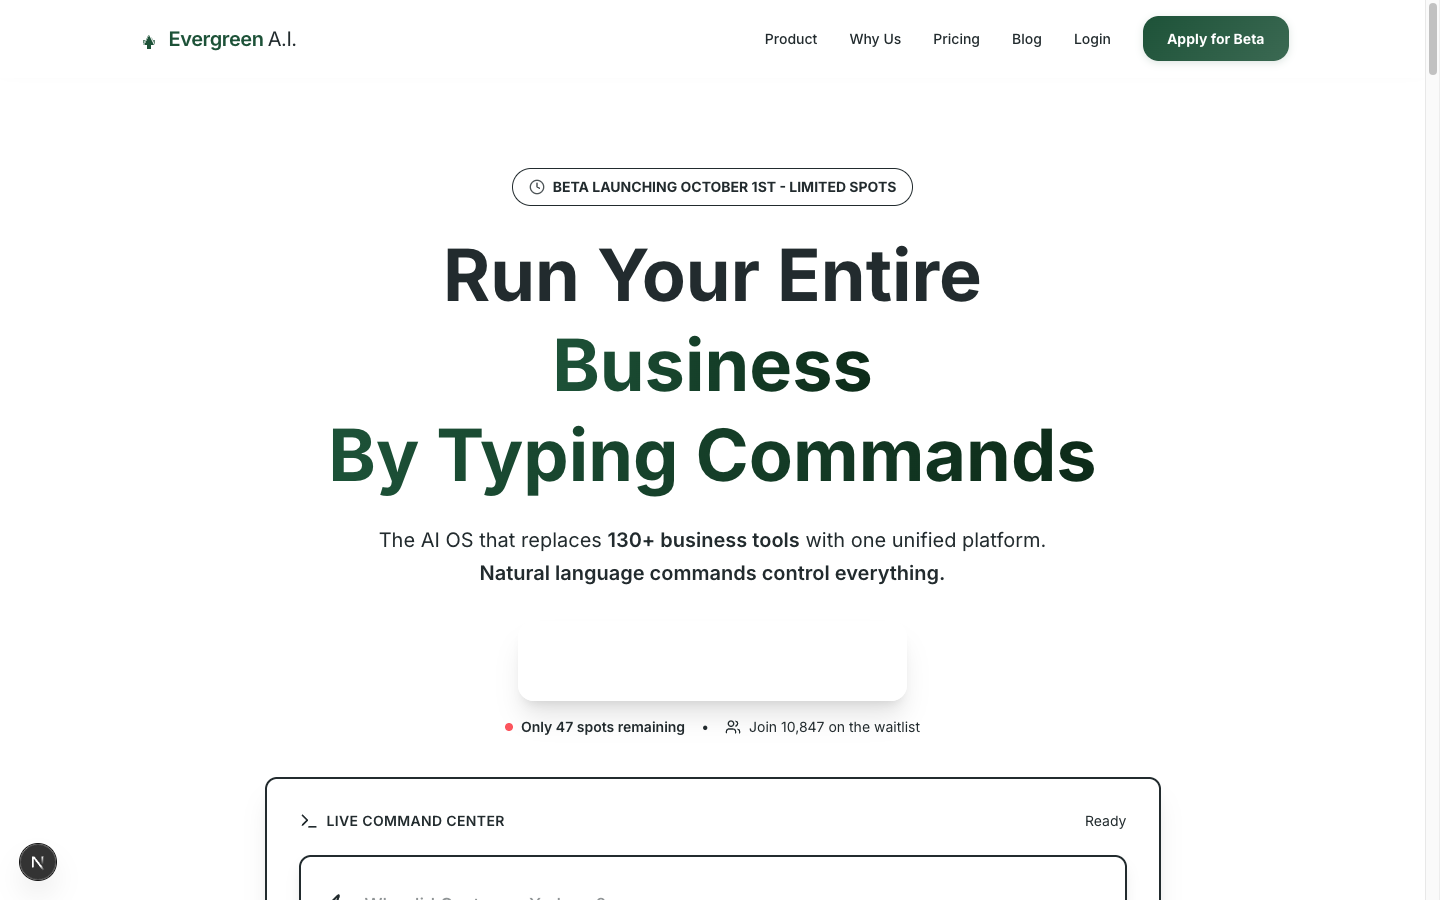 Evergreen A.I.
Product
Why Us
Pricing
Blog
Login
Apply for Beta
BETA LAUNCHING OCTOBER 1ST - LIMITED SPOTS
Run Your Entire
Business
By Typing Commands
The AI OS that replaces 130+ business tools with one unified platform.
Natural language commands control everything.
Only 47 spots remaining • Join 10,847 on the waitlist
LIVE COMMAND CENTER
Ready
N